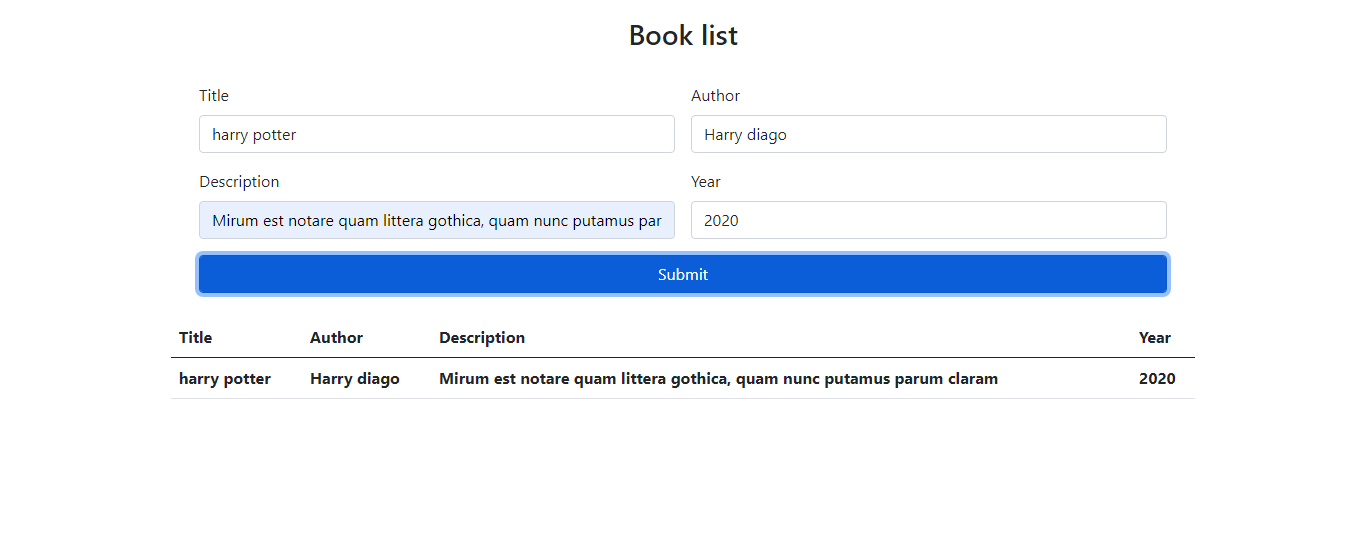 Book list
Title Author
harry potter Harry diago
Description Year
Mirum est notare quam littera gothica, quam nunc putamus par 2020
Submit
Title Author Description Year
harry potter Harry diago Mirum est notare quam littera gothica, quam nunc putamus parum claram 2020